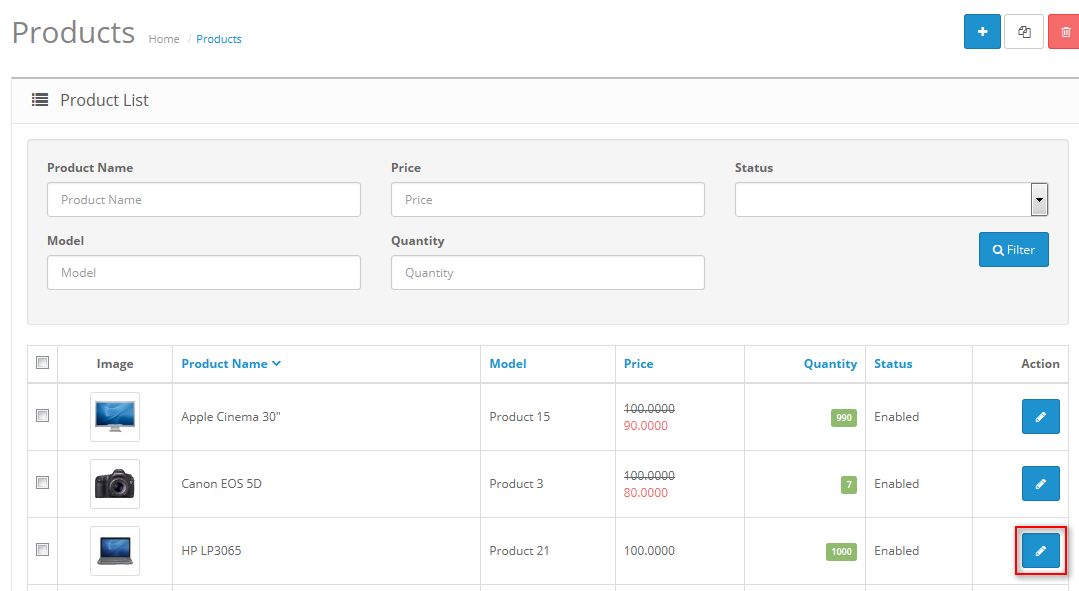 Products Home / Products
Product List
Product Name Price Status
Product Name Price
Model Quantity
Filter
Model Quantity
Image Product Name Model Price Quantity Status Action
100.0000
Apple Cinema 30" Product 15 990 Enabled
90.0000
100.0000
Canon EOS 5D Product 3 7 Enabled
80.0000
HP LP3065 Product 21 100.0000 1000 Enabled